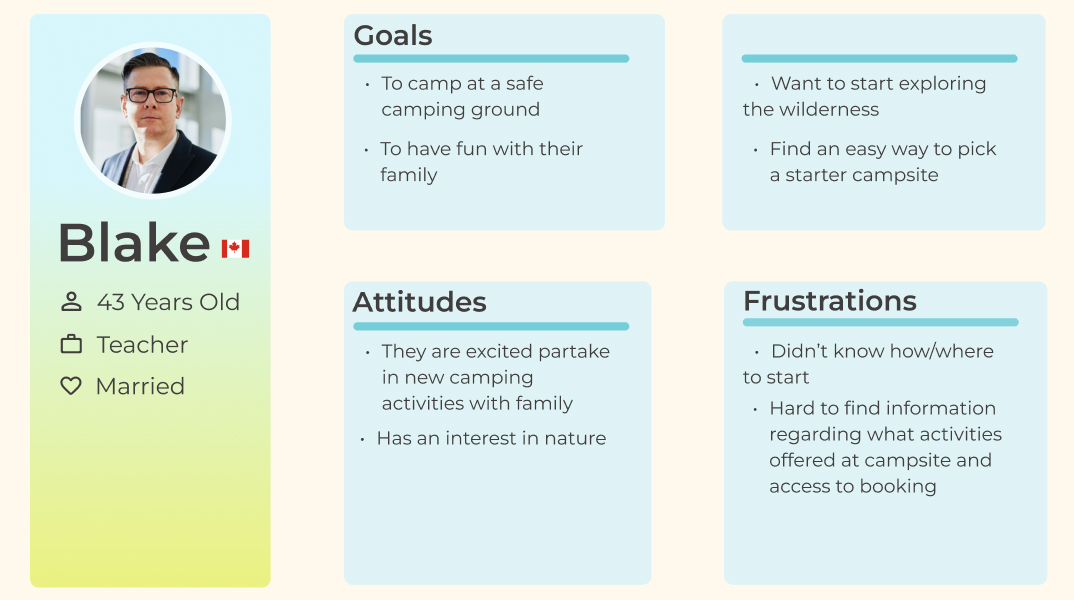 Blake
43 Years Old
Teacher
Married
Goals
• To camp at a safe
camping ground
• To have fun with their
family
• Want to start exploring
the wilderness
• Find an easy way to pick
a starter campsite
Attitudes
• They are excited partake
in new camping
activities with family
• Has an interest in nature
Frustrations
• Didn’t know how/where
to start
• Hard to find information
regarding what activities
offered at campsite and
access to booking